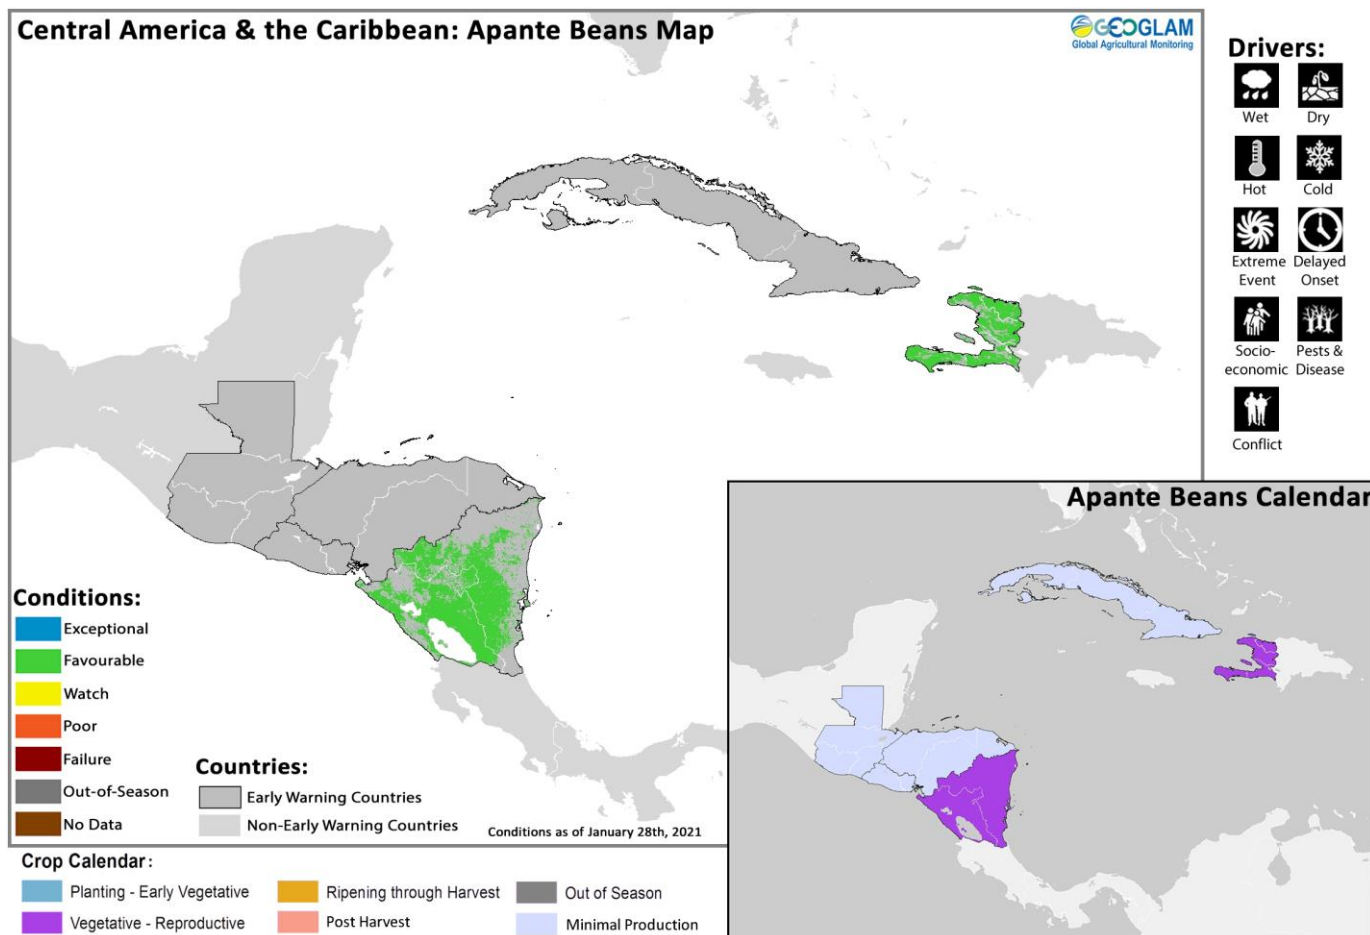 Central America & the Caribbean: Apante Beans Map
GEOGLAM
Global Agricultural Monitoring
Drivers:
Wet
Dry
Hot
Cold
Extreme
Event
Delayed
Onset
Socio-
economic
Pests &
Disease
Conflict
Apante Beans Calendar
Conditions:
Exceptional
Favourable
Watch
Poor
Failure
Out-of-Season
No Data
Countries:
Early Warning Countries
Non-Early Warning Countries
Conditions as of January 28th, 2021
Crop Calendar:
Planting - Early Vegetative
Ripening through Harvest
Out of Season
Vegetative - Reproductive
Post Harvest
Minimal Production